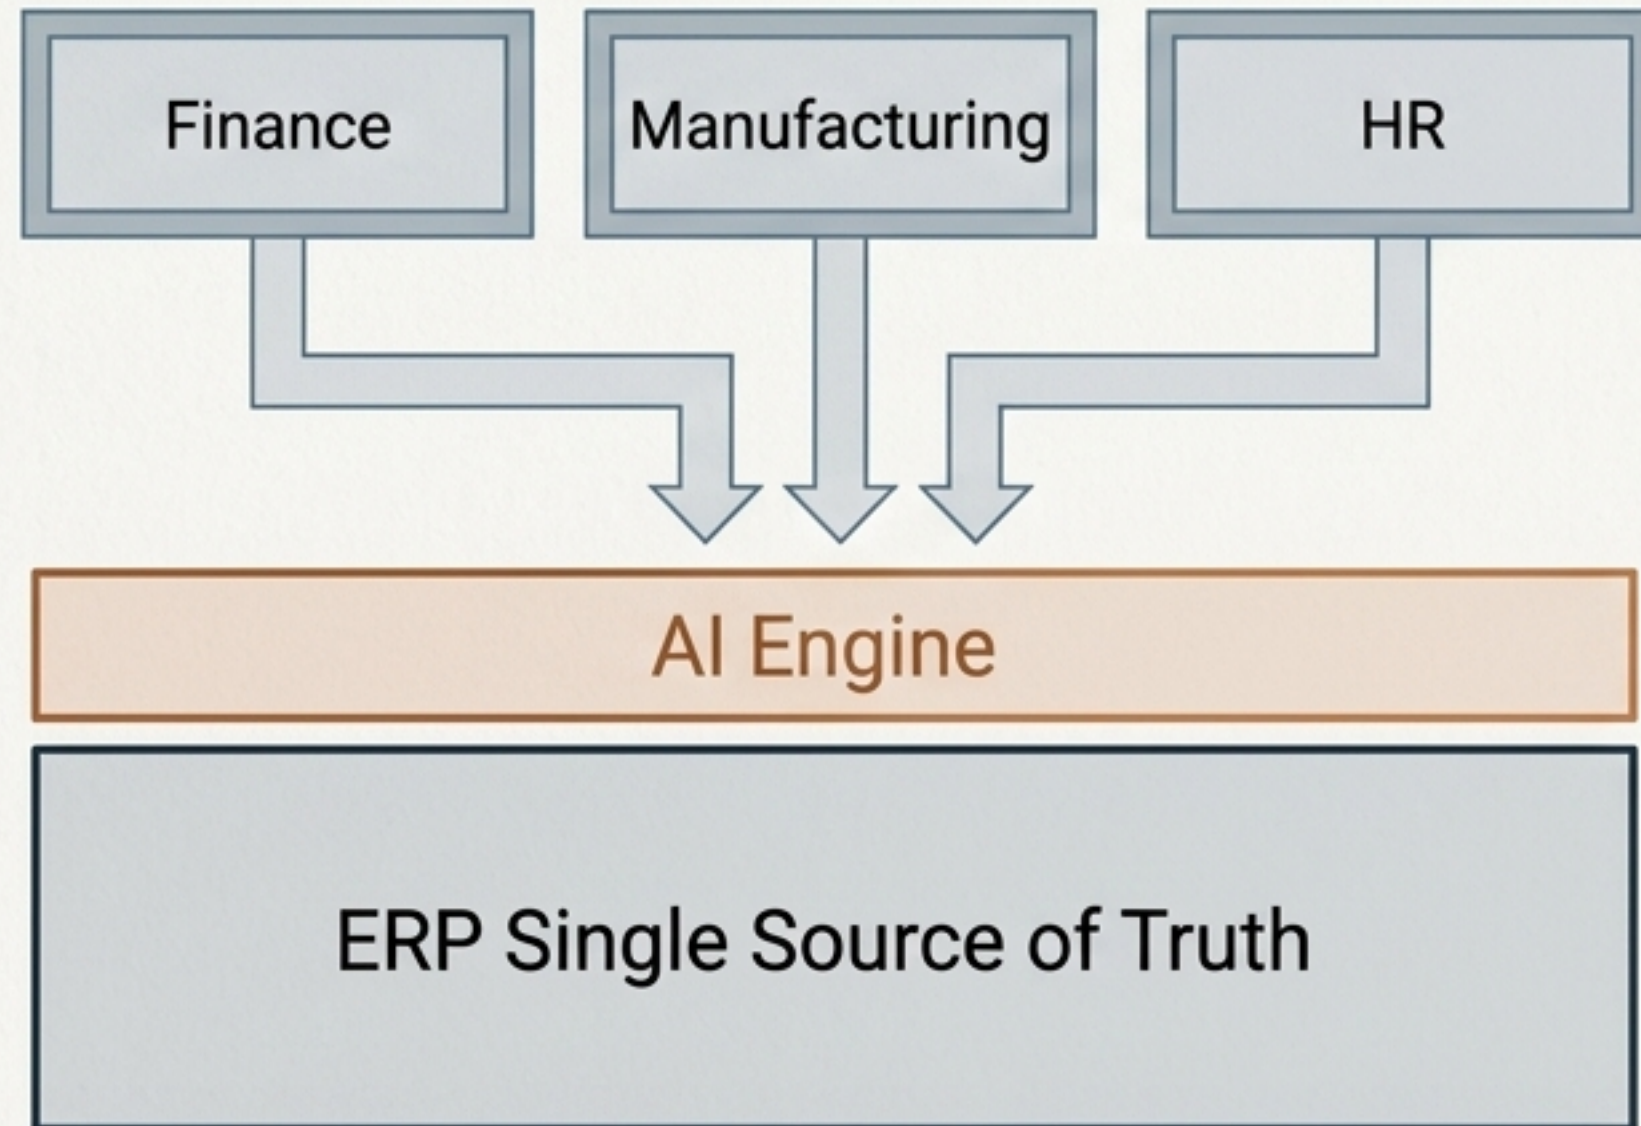 Finance
Manufacturing
HR
AI Engine
ERP Single Source of Truth